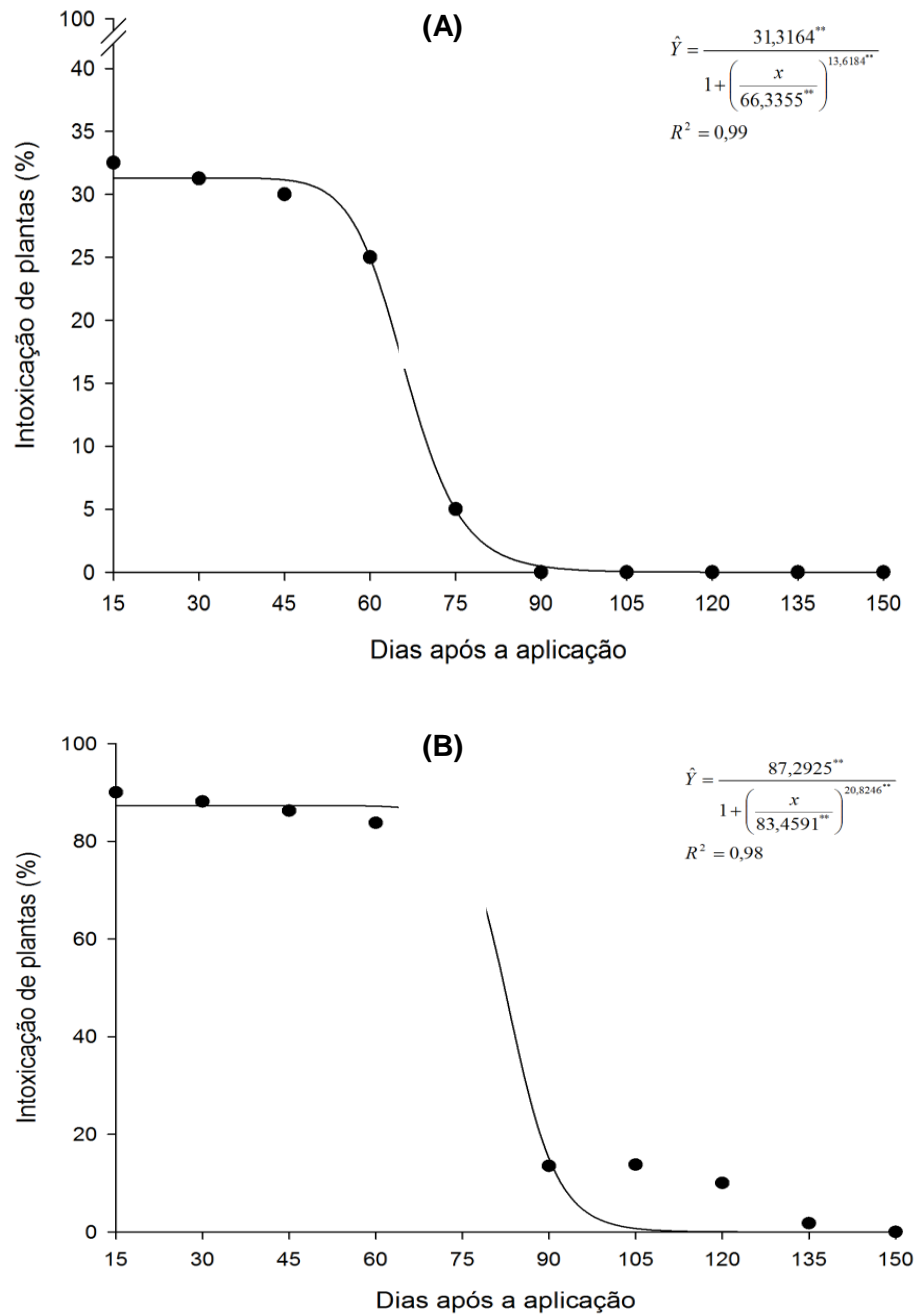 (A)
Ŷ = 31,3164** / 1 + (x / 66,3355**)^13,6184**
R² = 0,99
Intoxicação de plantas (%)
100
40
35
30
25
20
15
10
5
0
15 30 45 60 75 90 105 120 135 150
Dias após a aplicação
(B)
Ŷ = 87,2925** / 1 + (x / 83,4591**)^20,8246**
R² = 0,98
Intoxicação de plantas (%)
100
80
60
40
20
0
15 30 45 60 75 90 105 120 135 150
Dias após a aplicação